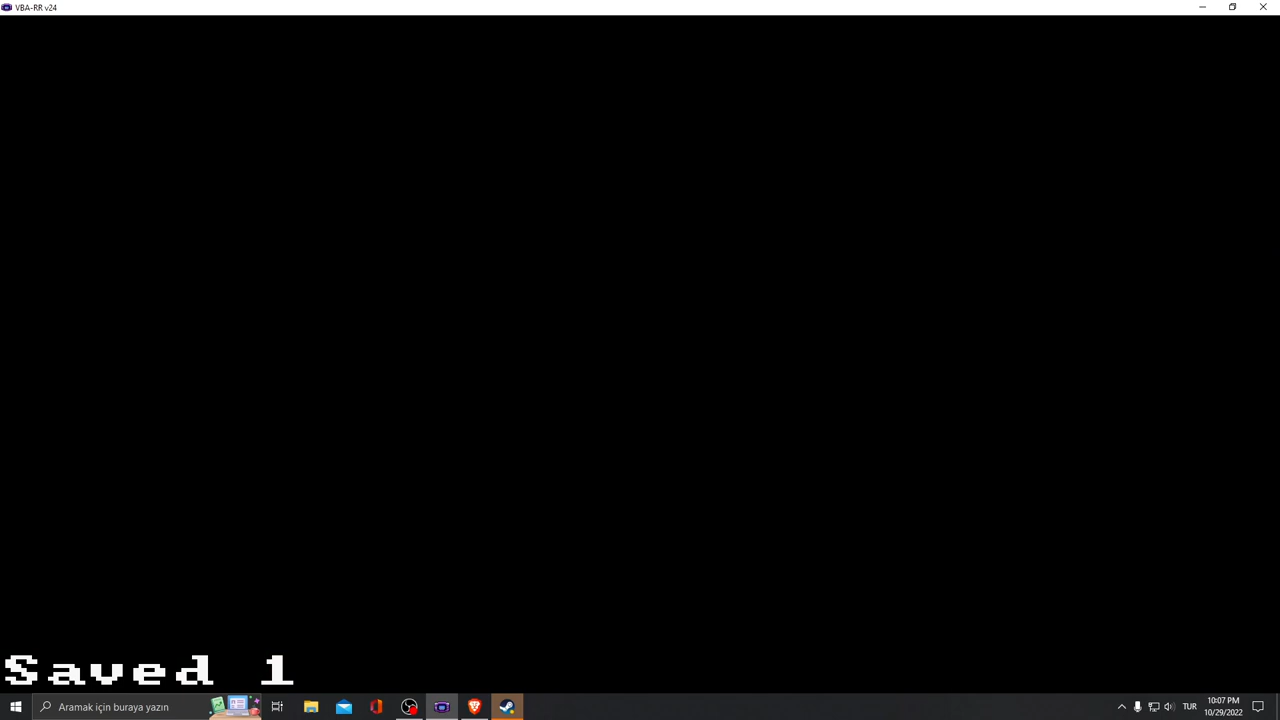 VBA-RR v24
Saved 1
Aramak için buraya yazın
TUR
10:07 PM
10/29/2022